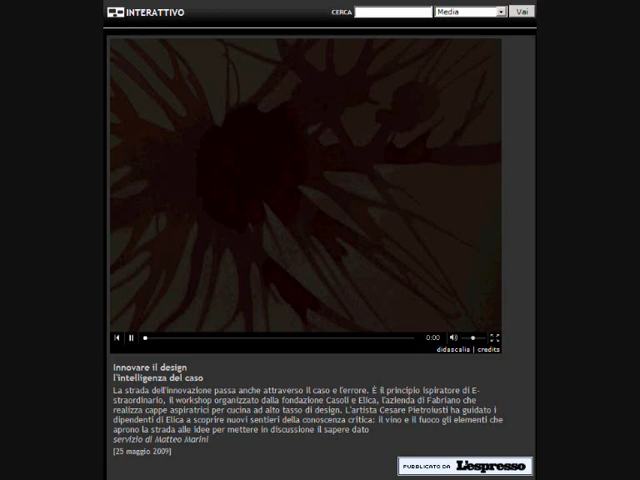 INTERATTIVO
CERCA Media Vai
0:00
didascalia | credits
Innovare il design
l'intelligenza del caso
La strada dell'innovazione passa anche attraverso il caso e l'errore. È il principio ispiratore di E-
straordinario, il workshop organizzato dalla fondazione Casoli e Elica, l'azienda di Fabriano che
realizza cappe aspiratrici per cucina ad alto tasso di design. L'artista Cesare Pietroiusti ha guidato i
dipendenti di Elica a scoprire nuovi sentieri della conoscenza critica: il vino e il fuoco gli elementi che
aprono la strada alle idee per mettere in discussione il sapere dato
servizio di Matteo Marini
[25 maggio 2009]
PUBBLICATO DA L'espresso